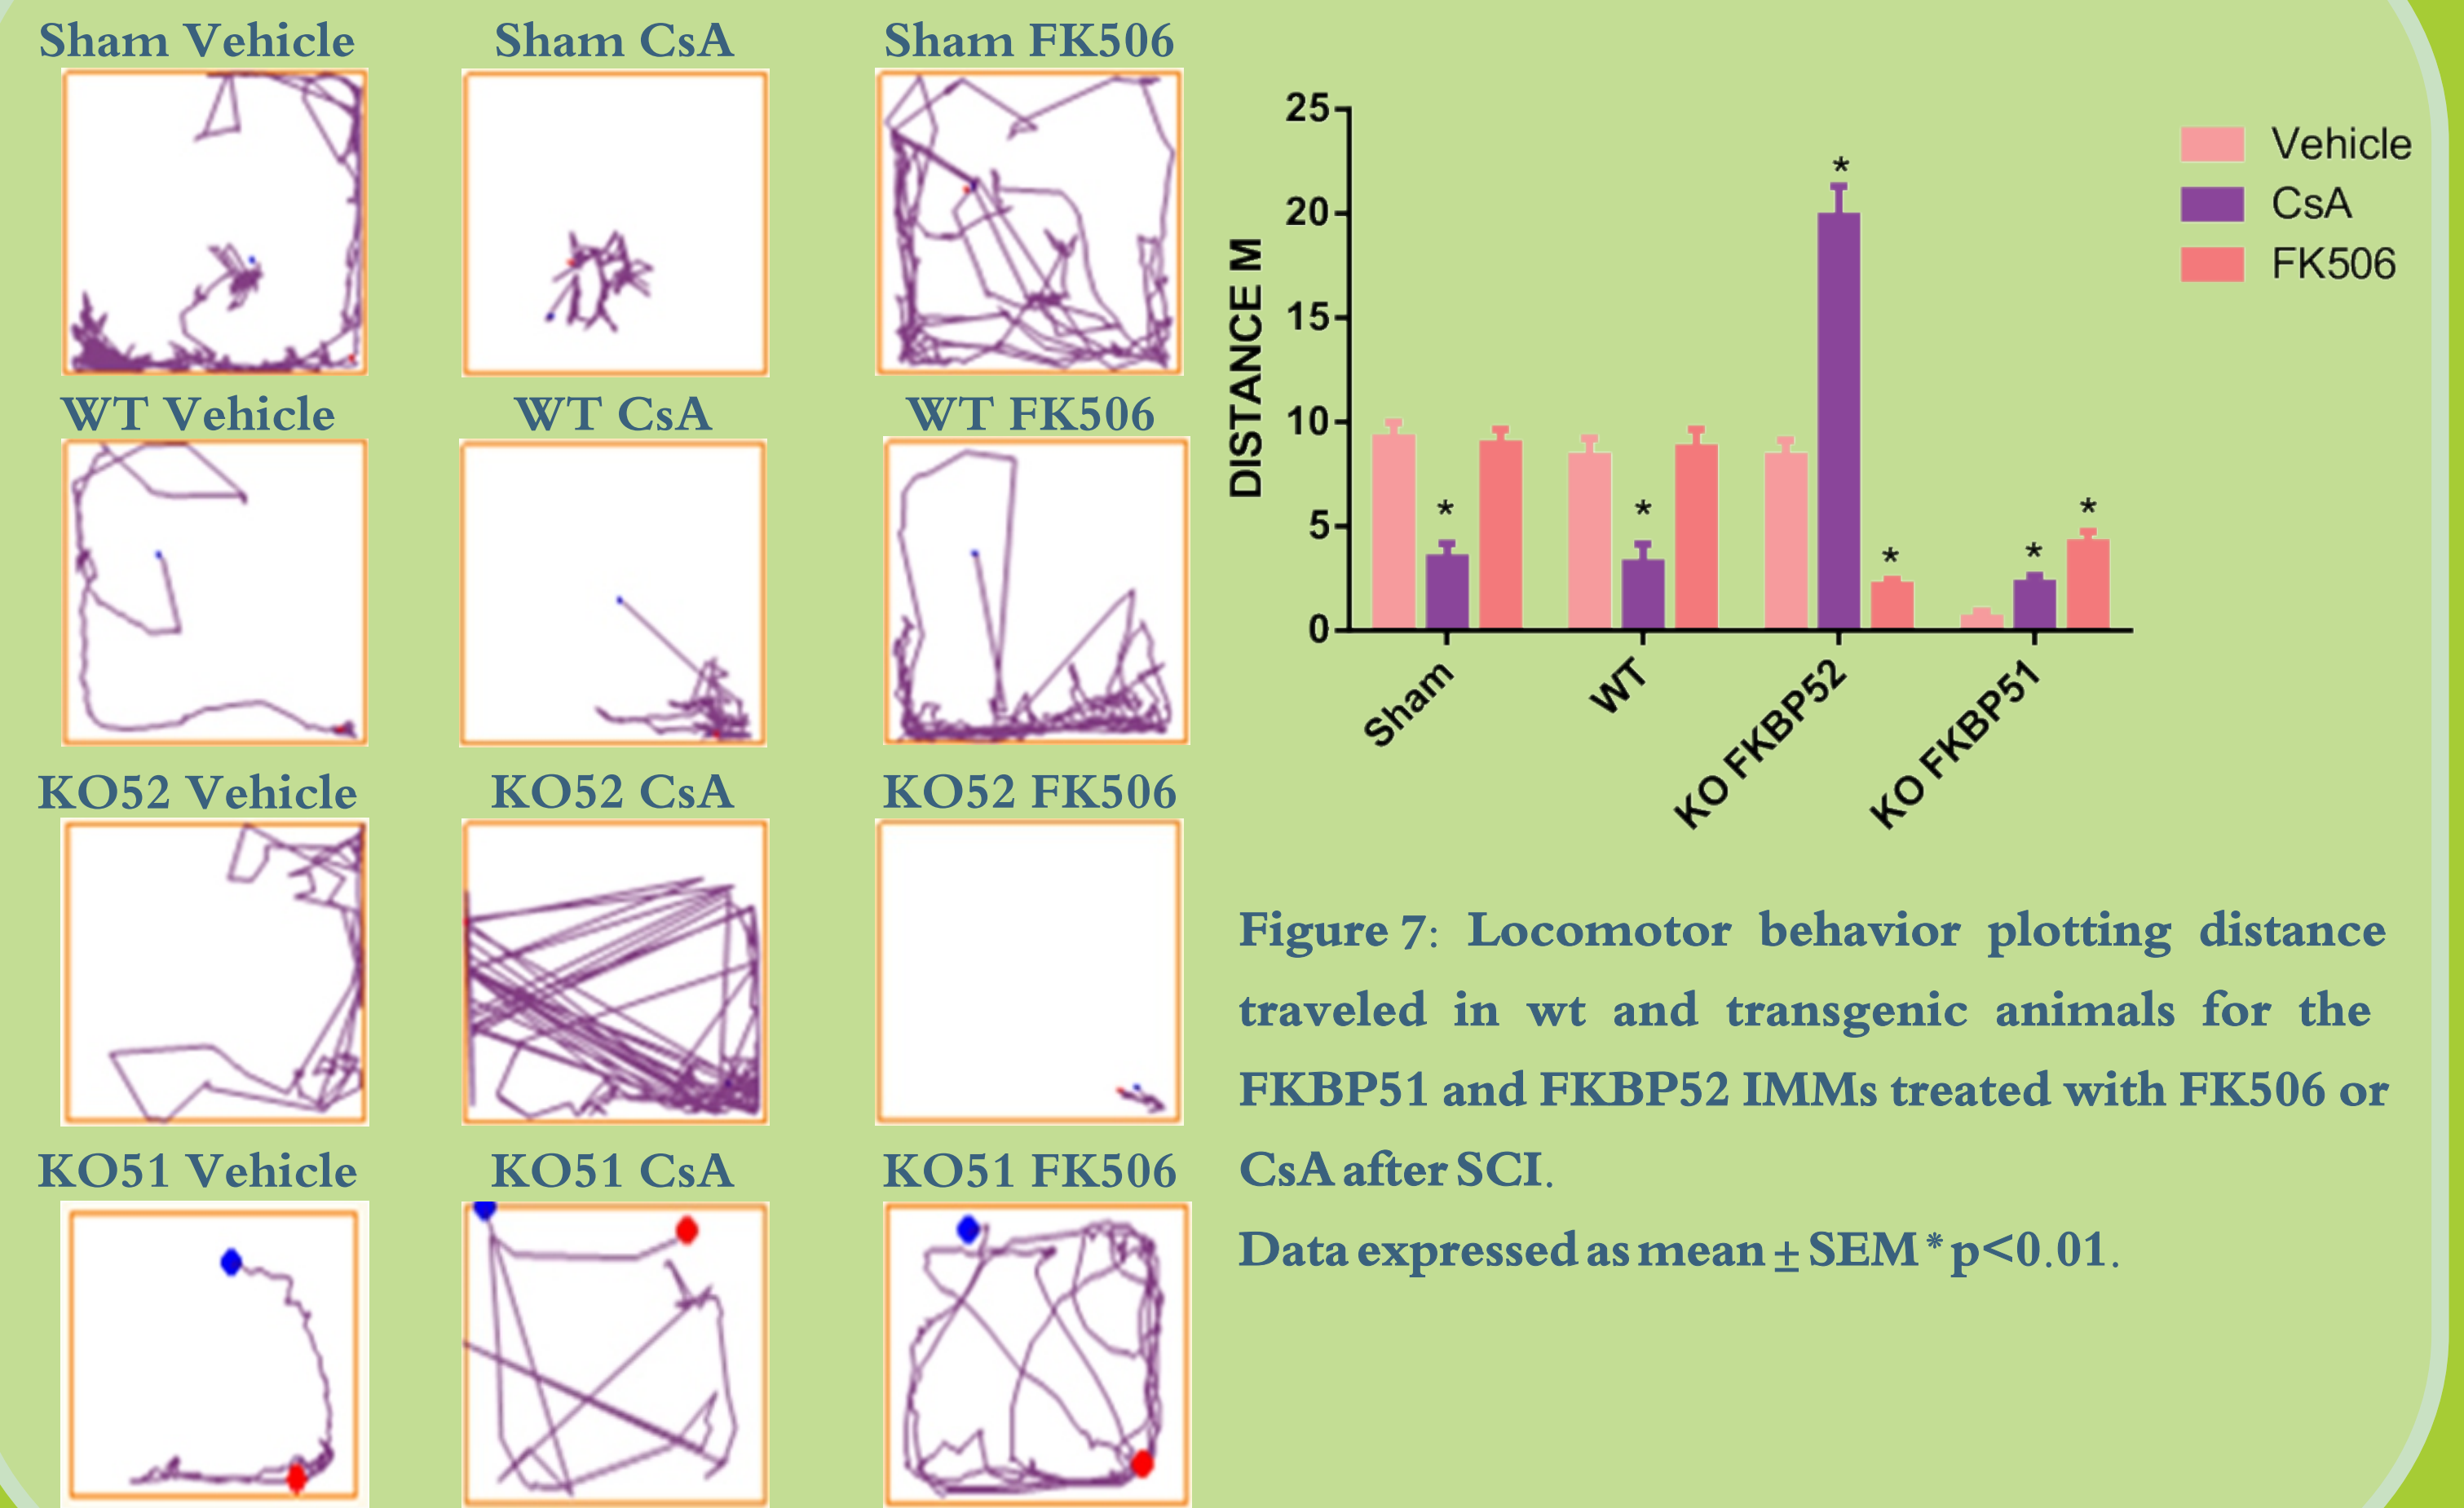 Sham Vehicle
Sham CsA
Sham FK506
WT Vehicle
WT CsA
WT FK506
KO52 Vehicle
KO52 CsA
KO52 FK506
KO51 Vehicle
KO51 CsA
KO51 FK506
DISTANCE M
25
20
15
10
5
0
*
*
*
*
*
*
Sham
WT
KO FKBP52
KO FKBP51
Vehicle
CsA
FK506
Figure 7: Locomotor behavior plotting distance
traveled in wt and transgenic animals for the
FKBP51 and FKBP52 IMMs treated with FK506 or
CsA after SCI.
Data expressed as mean ± SEM * p<0.01.